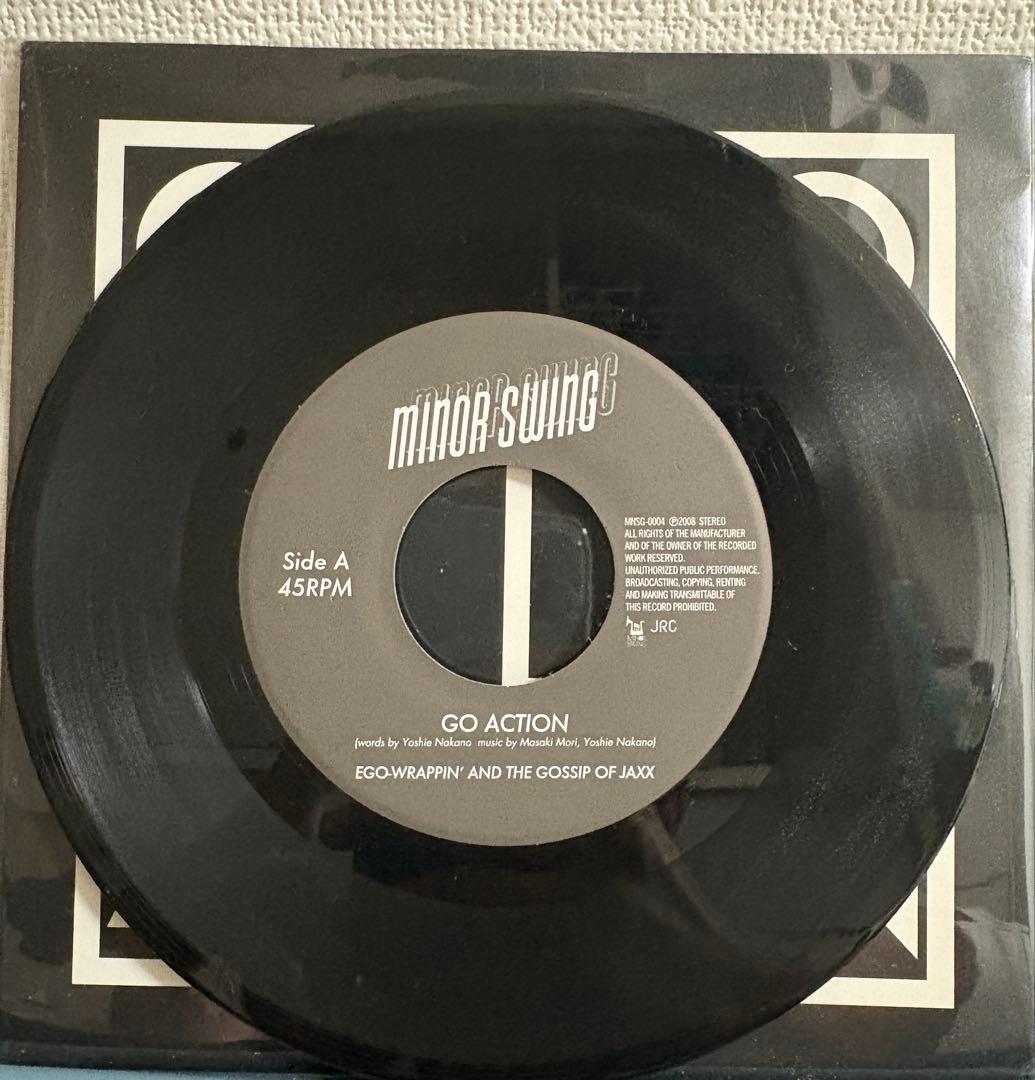 MINOR SWING
Side A
45RPM
MNSG-0004 ℗2008 STEREO
ALL RIGHTS OF THE MANUFACTURER
AND OF THE OWNER OF THE RECORDED
WORK RESERVED.
UNAUTHORIZED PUBLIC PERFORMANCE,
BROADCASTING, COPYING, RENTING
AND MAKING TRANSMITTABLE OF
THIS RECORD PROHIBITED.
JRC
GO ACTION
(words by Yoshie Nakano music by Masaki Mori, Yoshie Nakano)
EGO-WRAPPIN' AND THE GOSSIP OF JAXX